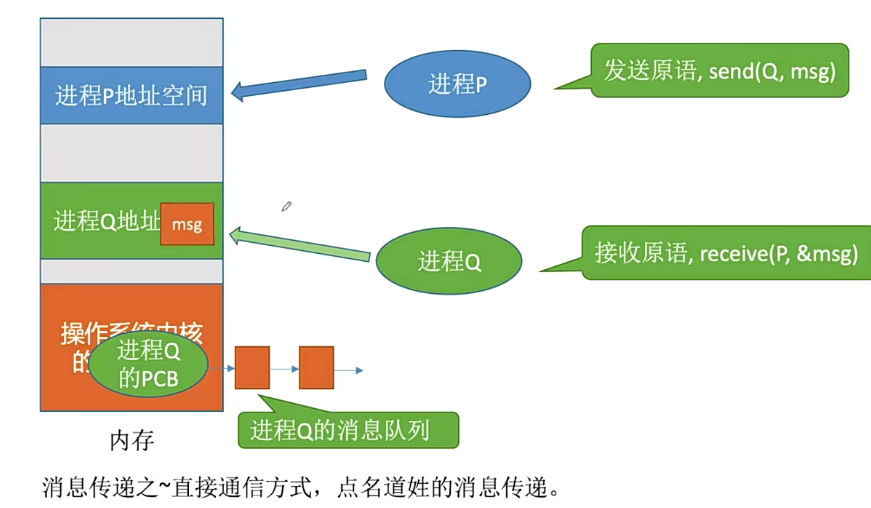 进程P地址空间
进程P
发送原语, send(Q, msg)
进程Q地址
msg
进程Q
接收原语, receive(P, &msg)
操作系统内核
的
进程Q
的PCB
进程Q的消息队列
内存
消息传递之~直接通信方式，点名道姓的消息传递。